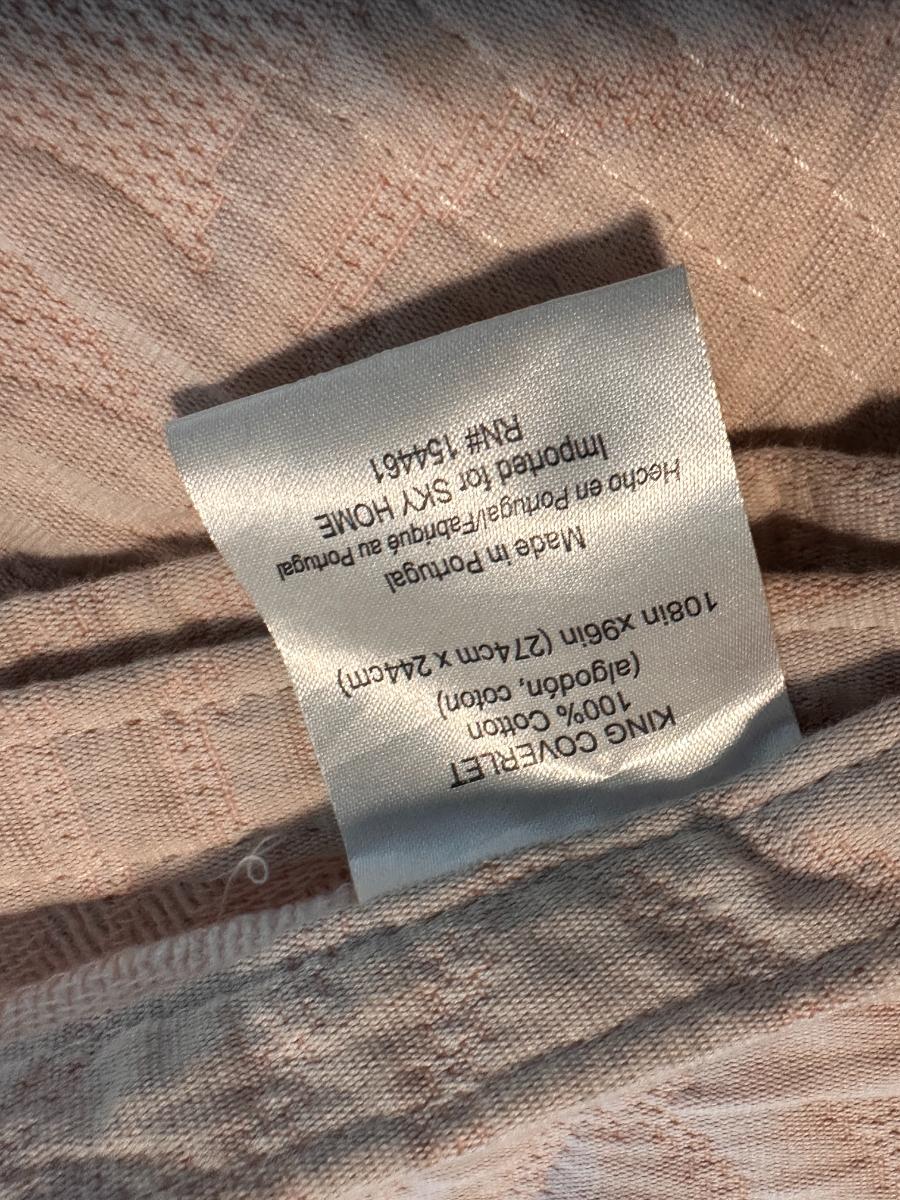 KING COVERLET
100% Cotton
(algodón, coton)
108in x96in (274cm x 244cm)
Made in Portugal
Hecho en Portugal/Fabriqué au Portugal
Imported for SKY HOME
RN# 154461